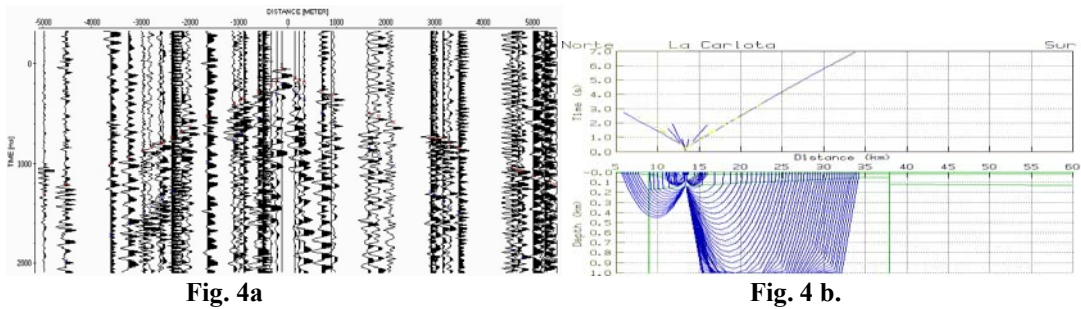 DISTANCE [METER]
-5000 -4000 -3000 -2000 -1000 0 1000 2000 3000 4000 5000
0
1000
2000
Fig. 4a
Norte La Carlota Sur
7.0
6.0
5.0
4.0
3.0
2.0
1.0
0.0
Time (s)
Distance (km)
5 10 15 20 25 30 35 40 45 50 55 60
-0.0
0.1
0.2
0.3
0.4
0.5
0.6
0.7
0.8
0.9
1.0
Depth (km)
Fig. 4 b.